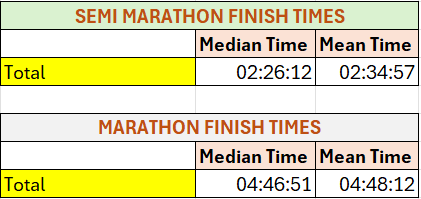 SEMI MARATHON FINISH TIMES
Median Time Mean Time
Total 02:26:12 02:34:57
MARATHON FINISH TIMES
Median Time Mean Time
Total 04:46:51 04:48:12